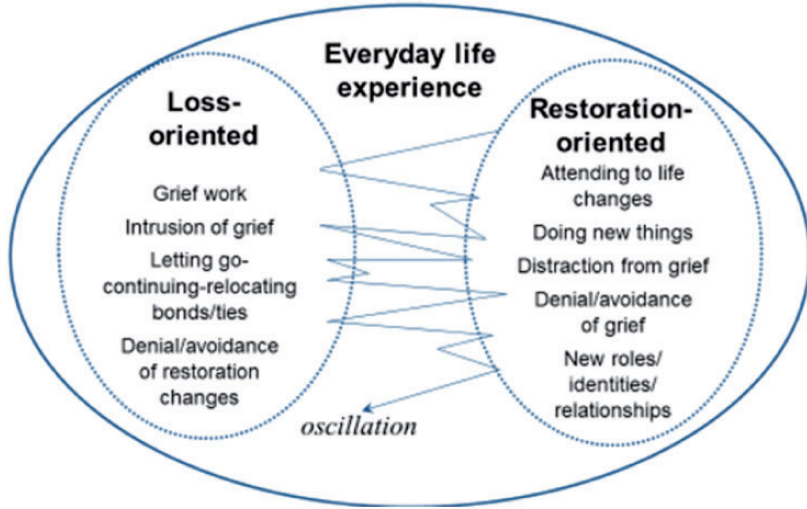 Everyday life
experience
Loss-
oriented
Grief work
Intrusion of grief
Letting go-
continuing-relocating
bonds/ties
Denial/avoidance
of restoration
changes
Restoration-
oriented
Attending to life
changes
Doing new things
Distraction from grief
Denial/avoidance
of grief
New roles/
identities/
relationships
oscillation